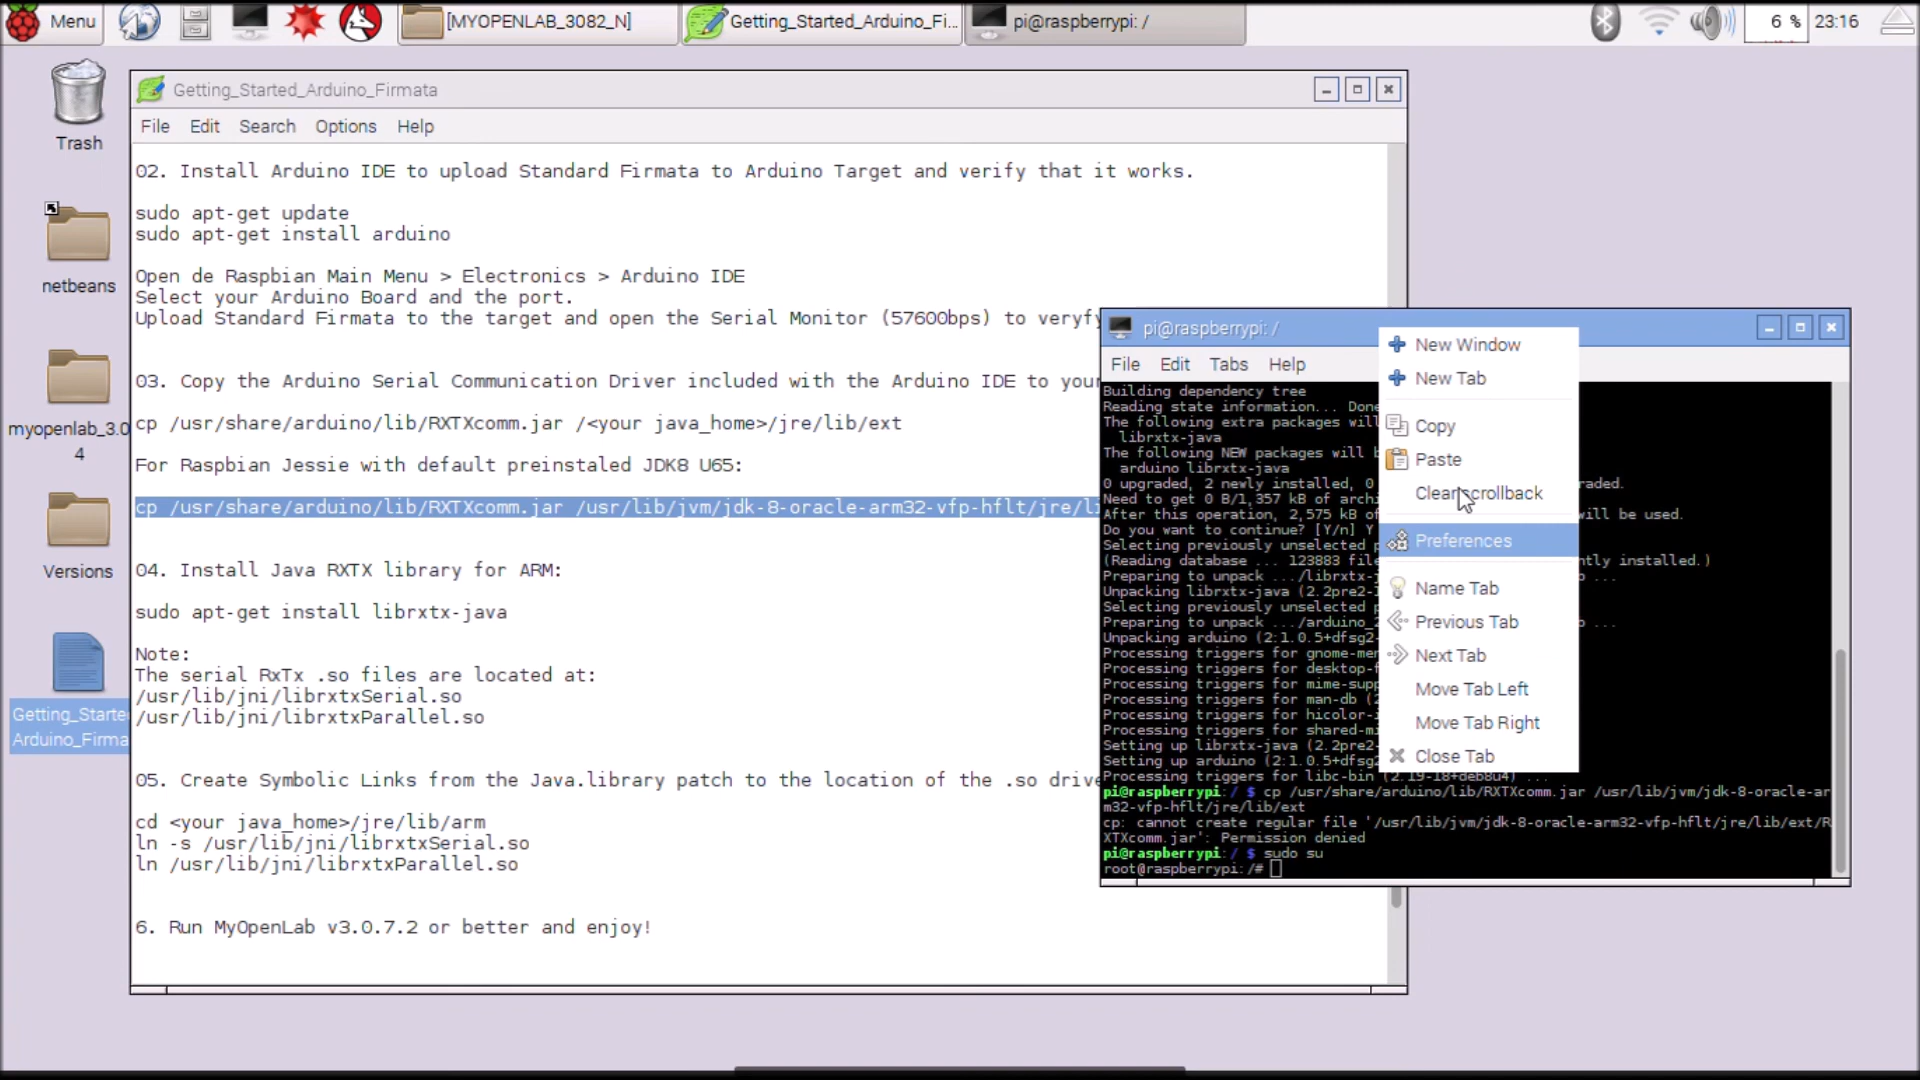 Menu
[MYOPENLAB_3082_N]
Getting_Started_Arduino_Fi...
pi@raspberrypi: /
6 %
23:16
Trash
netbeans
myopenlab_3.0
4
Versions
Getting_Starte
Arduino_Firma
Getting_Started_Arduino_Firmata
File Edit Search Options Help
02. Install Arduino IDE to upload Standard Firmata to Arduino Target and verify that it works.
sudo apt-get update
sudo apt-get install arduino
Open de Raspbian Main Menu > Electronics > Arduino IDE
Select your Arduino Board and the port.
Upload Standard Firmata to the target and open the Serial Monitor (57600bps) to veryfy
03. Copy the Arduino Serial Communication Driver included with the Arduino IDE to your
cp /usr/share/arduino/lib/RXTXcomm.jar /<your java_home>/jre/lib/ext
For Raspbian Jessie with default preinstaled JDK8 U65:
cp /usr/share/arduino/lib/RXTXcomm.jar /usr/lib/jvm/jdk-8-oracle-arm32-vfp-hflt/jre/li
04. Install Java RXTX library for ARM:
sudo apt-get install librxtx-java
Note:
The serial RxTx .so files are located at:
/usr/lib/jni/librxtxSerial.so
/usr/lib/jni/librxtxParallel.so
05. Create Symbolic Links from the Java.library patch to the location of the .so drive
cd <your java_home>/jre/lib/arm
ln -s /usr/lib/jni/librxtxSerial.so
ln /usr/lib/jni/librxtxParallel.so
6. Run MyOpenLab v3.0.7.2 or better and enjoy!
pi@raspberrypi: /
File Edit Tabs Help
Building dependency tree
Reading state information... Done
The following extra packages wil
librxtx-java
The following NEW packages will b
arduino librxtx-java
0 upgraded, 2 newly installed, 0 raded.
Need to get 0 B/1,357 kB of archi
After this operation, 2,575 kB of will be used.
Do you want to continue? [Y/n] Y
Selecting previously unselected p
(Reading database ... 123883 file ntly installed.)
Preparing to unpack .../librxtx-j ...
Unpacking librxtx-java (2.2pre2-1
Selecting previously unselected p
Preparing to unpack .../arduino_2 ...
Unpacking arduino (2:1.0.5+dfsg2-
Processing triggers for gnome-men
Processing triggers for desktop-f
Processing triggers for mime-supp
Processing triggers for man-db (2
Processing triggers for hicolor-i
Processing triggers for shared-mi
Setting up librxtx-java (2.2pre2-
Setting up arduino (2:1.0.5+dfsg2
Processing triggers for libc-bin (2.19-18+deb8u4) ...
pi@raspberrypi:/ $ cp /usr/share/arduino/lib/RXTXcomm.jar /usr/lib/jvm/jdk-8-oracle-ar
m32-vfp-hflt/jre/lib/ext
cp: cannot create regular file '/usr/lib/jvm/jdk-8-oracle-arm32-vfp-hflt/jre/lib/ext/R
XTXcomm.jar': Permission denied
pi@raspberrypi:/ $ sudo su
root@raspberrypi:/#
New Window
New Tab
Copy
Paste
Clear scrollback
Preferences
Name Tab
Previous Tab
Next Tab
Move Tab Left
Move Tab Right
Close Tab